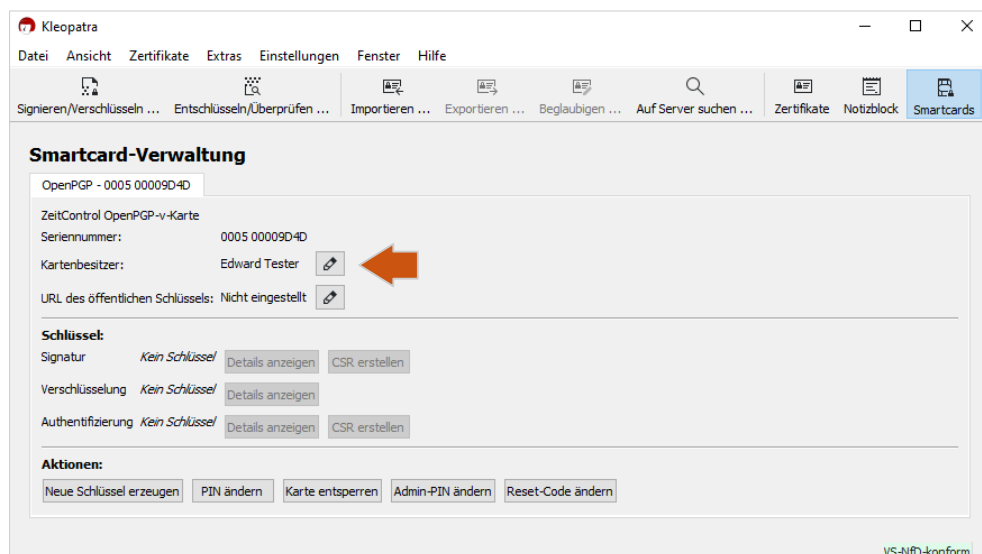 Kleopatra
Datei Ansicht Zertifikate Extras Einstellungen Fenster Hilfe
Signieren/Verschlüsseln ... Entschlüsseln/Überprüfen ... Importieren ... Exportieren ... Beglaubigen ... Auf Server suchen ... Zertifikate Notizblock Smartcards
Smartcard-Verwaltung
OpenPGP - 0005 00009D4D
ZeitControl OpenPGP-v-Karte
Seriennummer: 0005 00009D4D
Kartenbesitzer: Edward Tester
URL des öffentlichen Schlüssels: Nicht eingestellt
Schlüssel:
Signatur Kein Schlüssel Details anzeigen CSR erstellen
Verschlüsselung Kein Schlüssel Details anzeigen
Authentifizierung Kein Schlüssel Details anzeigen CSR erstellen
Aktionen:
Neue Schlüssel erzeugen PIN ändern Karte entsperren Admin-PIN ändern Reset-Code ändern
VS-NfD-konform